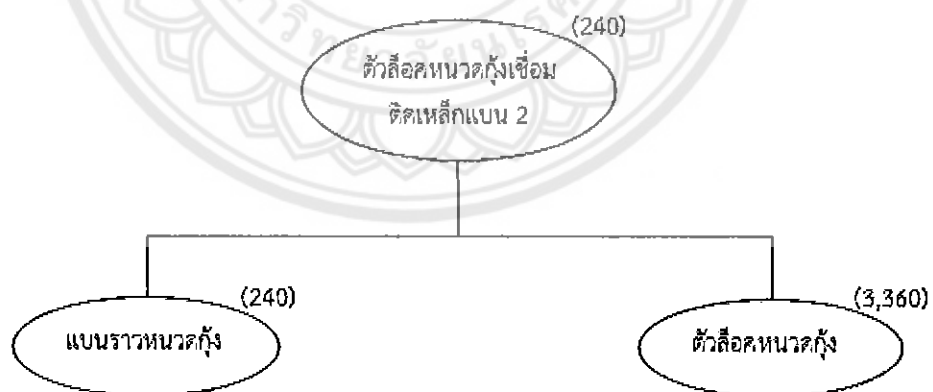 (240)
ตัวล็อคหนวดกุ้งเชื่อม
ติดเหล็กแบน 2
(240)
แบนราวหนวดกุ้ง
(3,360)
ตัวล็อคหนวดกุ้ง